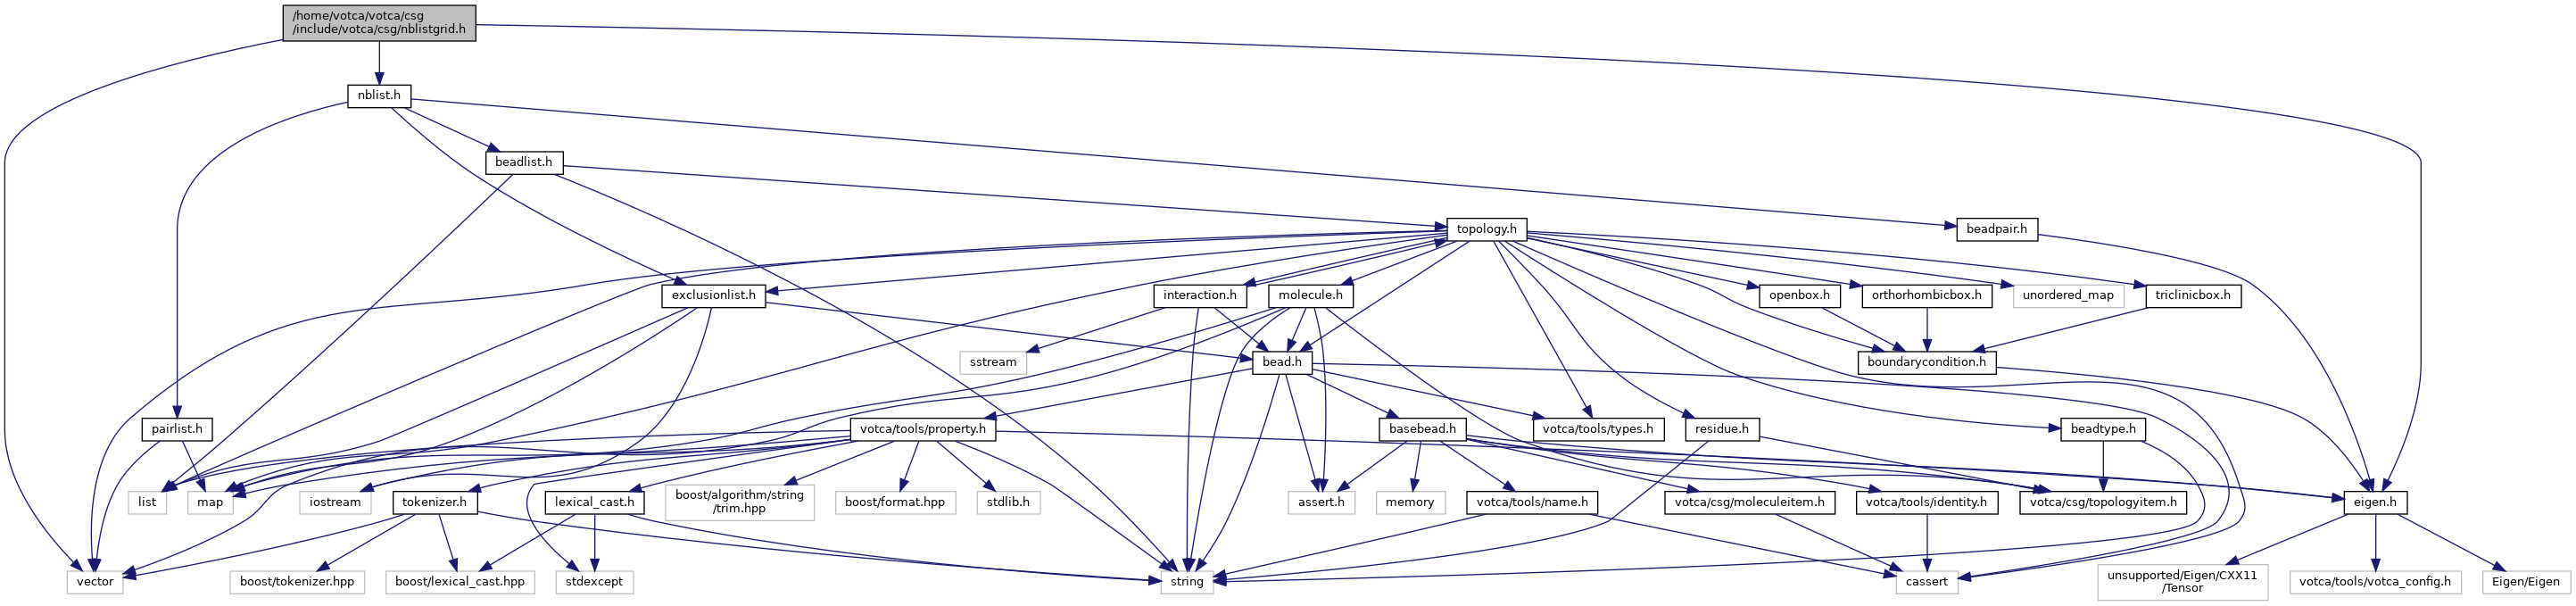 /home/votca/votca/csg
/include/votca/csg/nblistgrid.h
nblist.h
beadlist.h
topology.h
beadpair.h
exclusionlist.h
interaction.h
molecule.h
openbox.h
orthorhombicbox.h
unordered_map
triclinicbox.h
sstream
bead.h
boundarycondition.h
pairlist.h
votca/tools/property.h
basebead.h
votca/tools/types.h
residue.h
beadtype.h
list
map
iostream
tokenizer.h
lexical_cast.h
boost/algorithm/string
/trim.hpp
boost/format.hpp
stdlib.h
assert.h
memory
votca/tools/name.h
votca/csg/moleculeitem.h
votca/tools/identity.h
votca/csg/topologyitem.h
eigen.h
vector
boost/tokenizer.hpp
boost/lexical_cast.hpp
stdexcept
string
cassert
unsupported/Eigen/CXX11
/Tensor
votca/tools/votca_config.h
Eigen/Eigen